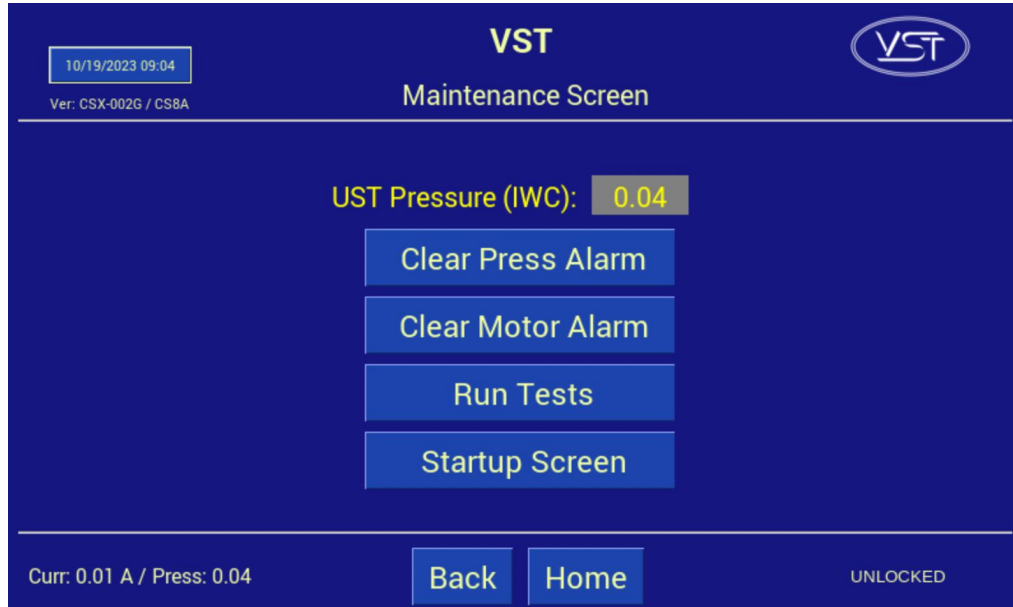 10/19/2023 09:04
Ver: CSX-002G / CS8A
VST
Maintenance Screen
VST
UST Pressure (IWC): 0.04
Clear Press Alarm
Clear Motor Alarm
Run Tests
Startup Screen
Curr: 0.01 A / Press: 0.04
Back
Home
UNLOCKED